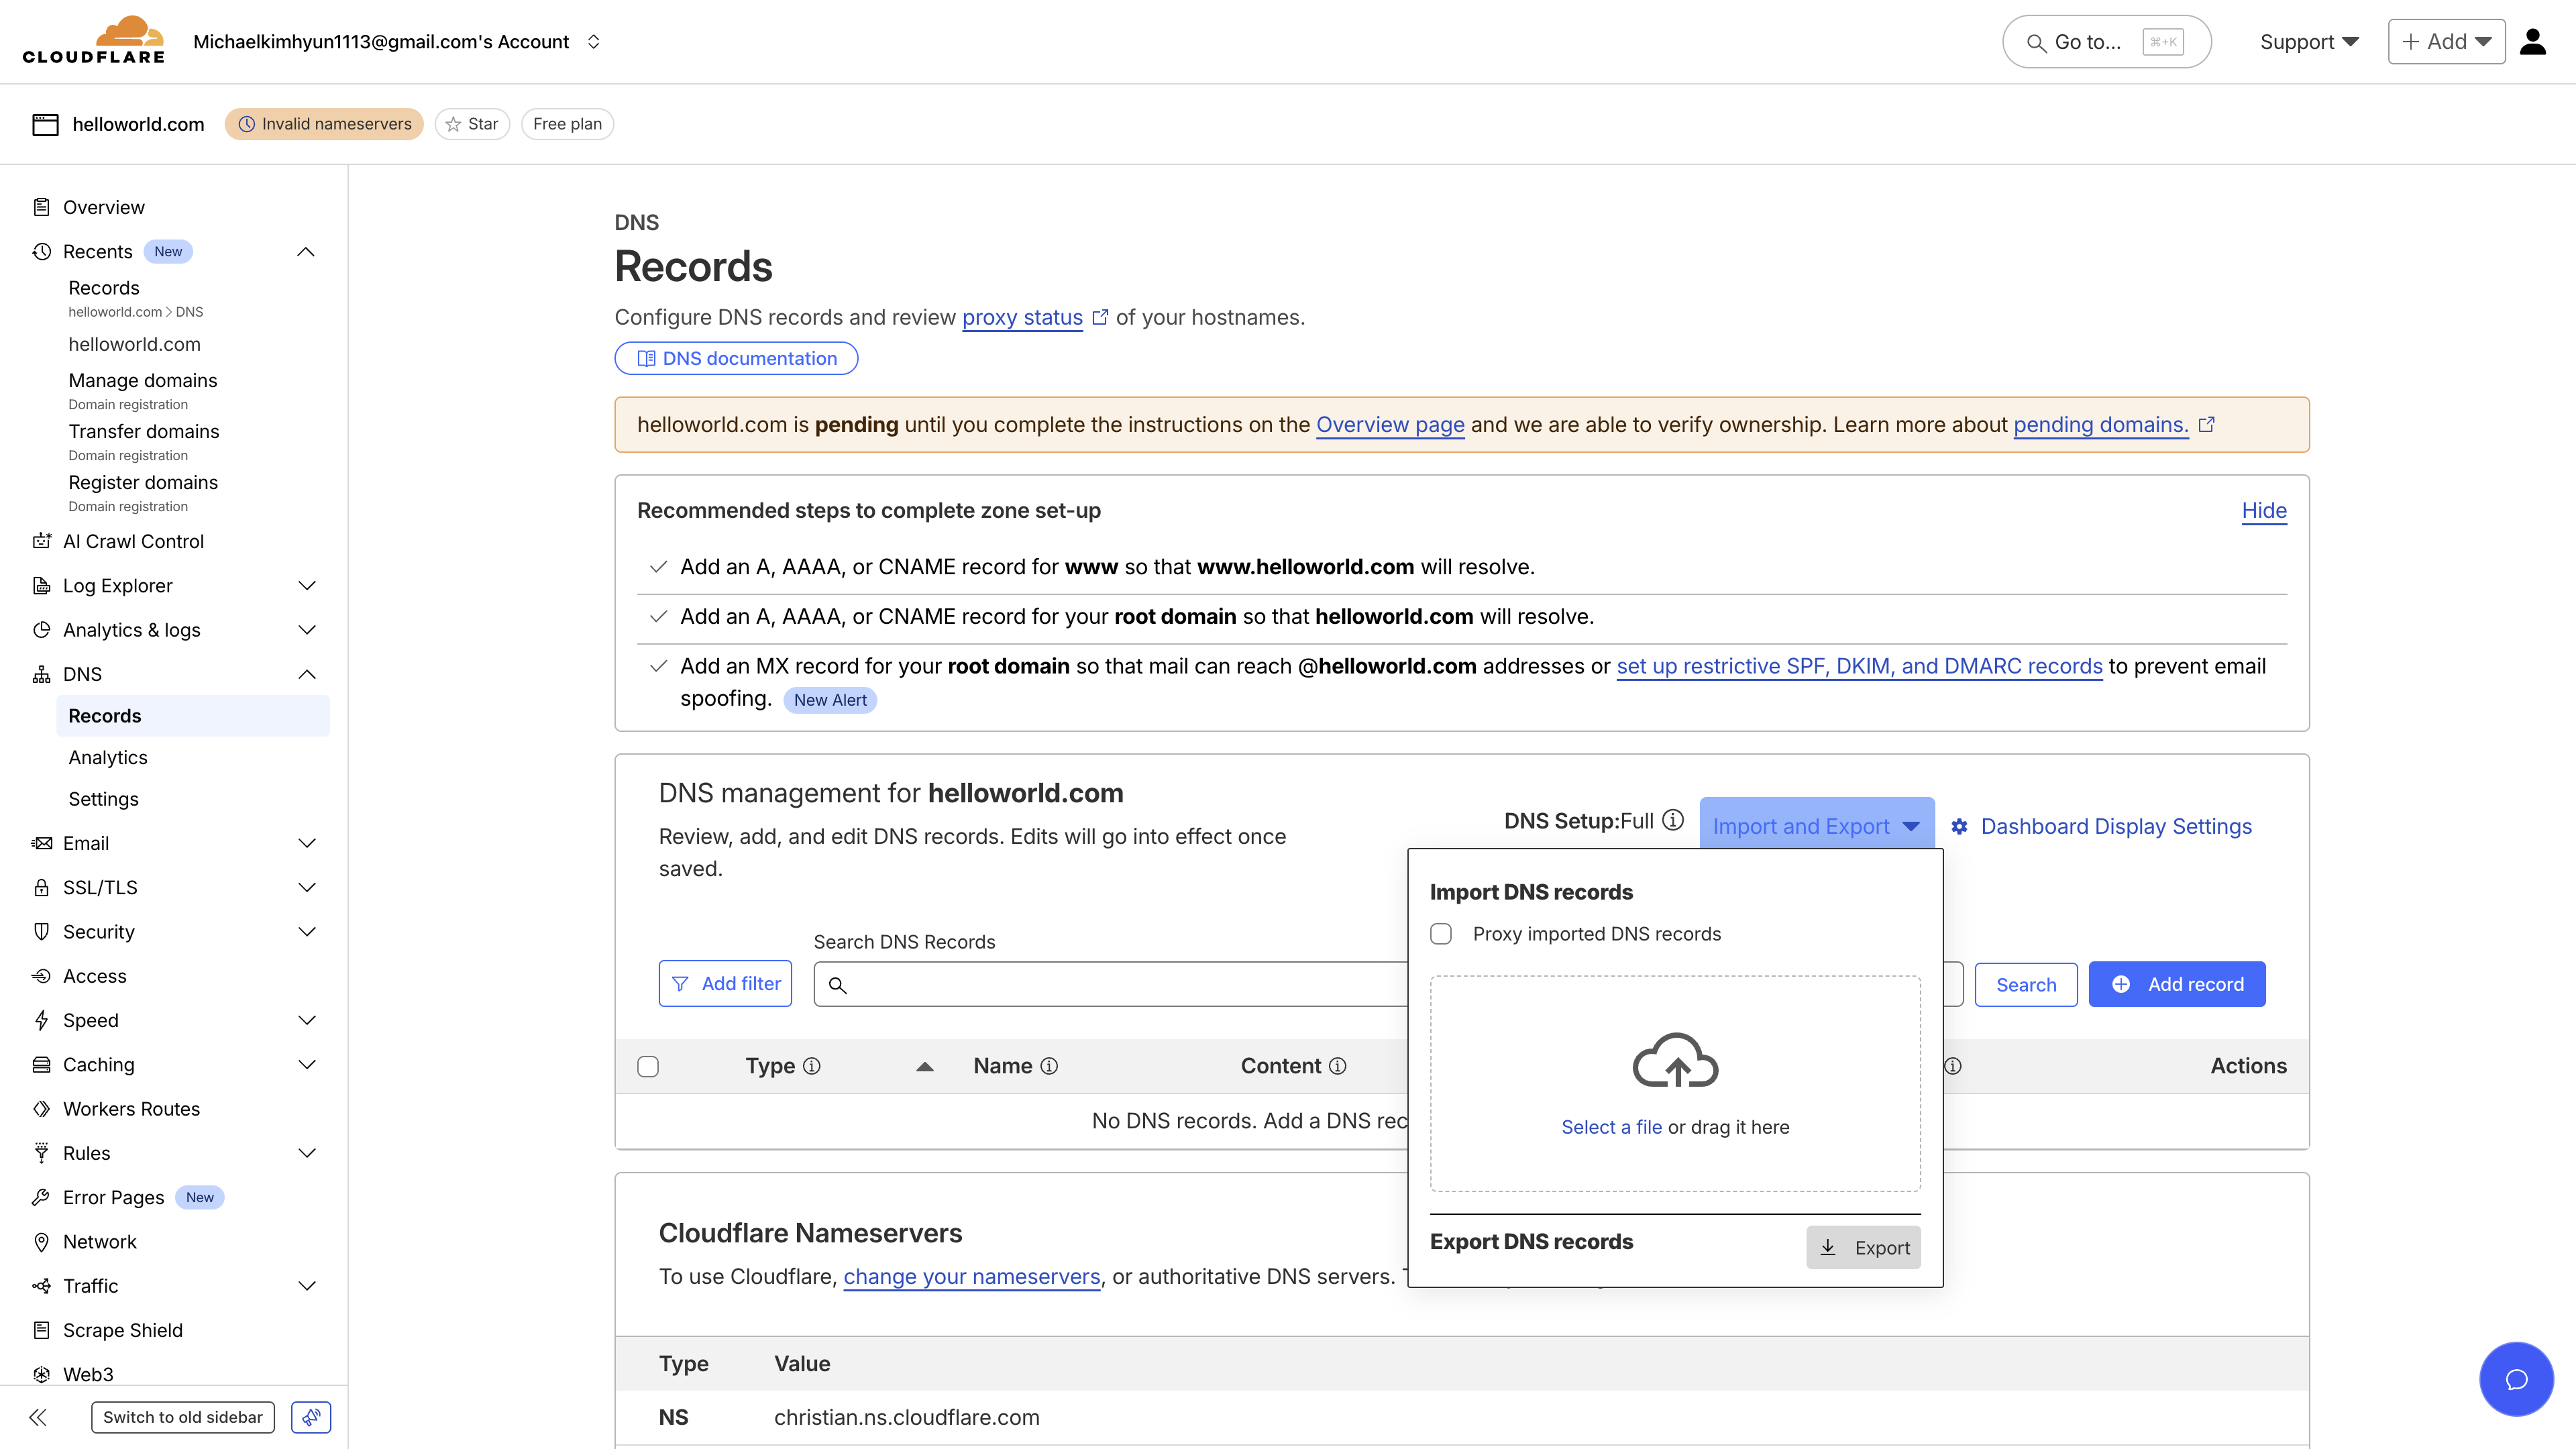 CLOUDFLARE
Michaelkimhyun1113@gmail.com's Account
Go to...
⌘+K
Support
Add
helloworld.com
Invalid nameservers
Star
Free plan
Overview
Recents New
Records
helloworld.com > DNS
helloworld.com
Manage domains
Domain registration
Transfer domains
Domain registration
Register domains
Domain registration
AI Crawl Control
Log Explorer
Analytics & logs
DNS
Records
Analytics
Settings
Email
SSL/TLS
Security
Access
Speed
Caching
Workers Routes
Rules
Error Pages New
Network
Traffic
Scrape Shield
Web3
Switch to old sidebar
DNS
Records
Configure DNS records and review proxy status of your hostnames.
DNS documentation
helloworld.com is pending until you complete the instructions on the Overview page and we are able to verify ownership. Learn more about pending domains.
Recommended steps to complete zone set-up
Hide
Add an A, AAAA, or CNAME record for www so that www.helloworld.com will resolve.
Add an A, AAAA, or CNAME record for your root domain so that helloworld.com will resolve.
Add an MX record for your root domain so that mail can reach @helloworld.com addresses or set up restrictive SPF, DKIM, and DMARC records to prevent email
spoofing. New Alert
DNS management for helloworld.com
Review, add, and edit DNS records. Edits will go into effect once
saved.
DNS Setup:Full
Import and Export
Dashboard Display Settings
Import DNS records
Proxy imported DNS records
Select a file or drag it here
Export DNS records
Export
Search DNS Records
Add filter
Search
Add record
Type
Name
Content
Actions
No DNS records. Add a DNS rec
Cloudflare Nameservers
To use Cloudflare, change your nameservers, or authoritative DNS servers.
Type Value
NS christian.ns.cloudflare.com